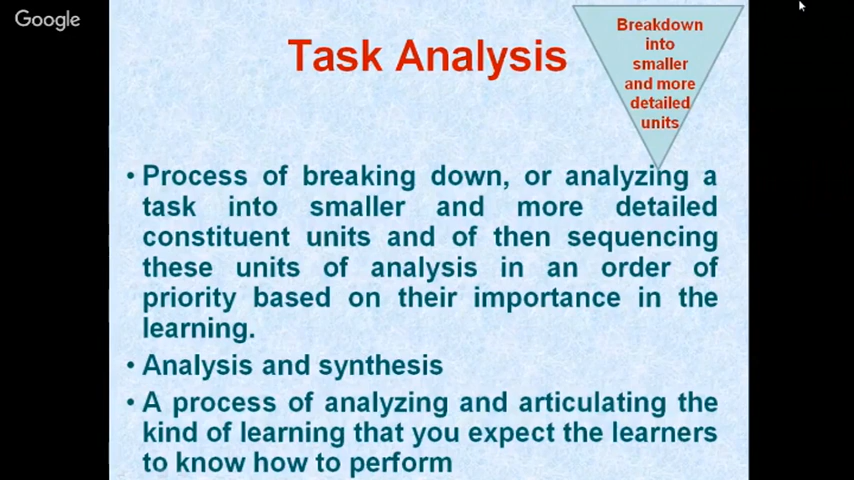 Google
Task Analysis
Breakdown
into
smaller
and more
detailed
units
• Process of breaking down, or analyzing a
task into smaller and more detailed
constituent units and of then sequencing
these units of analysis in an order of
priority based on their importance in the
learning.
• Analysis and synthesis
• A process of analyzing and articulating the
kind of learning that you expect the learners
to know how to perform